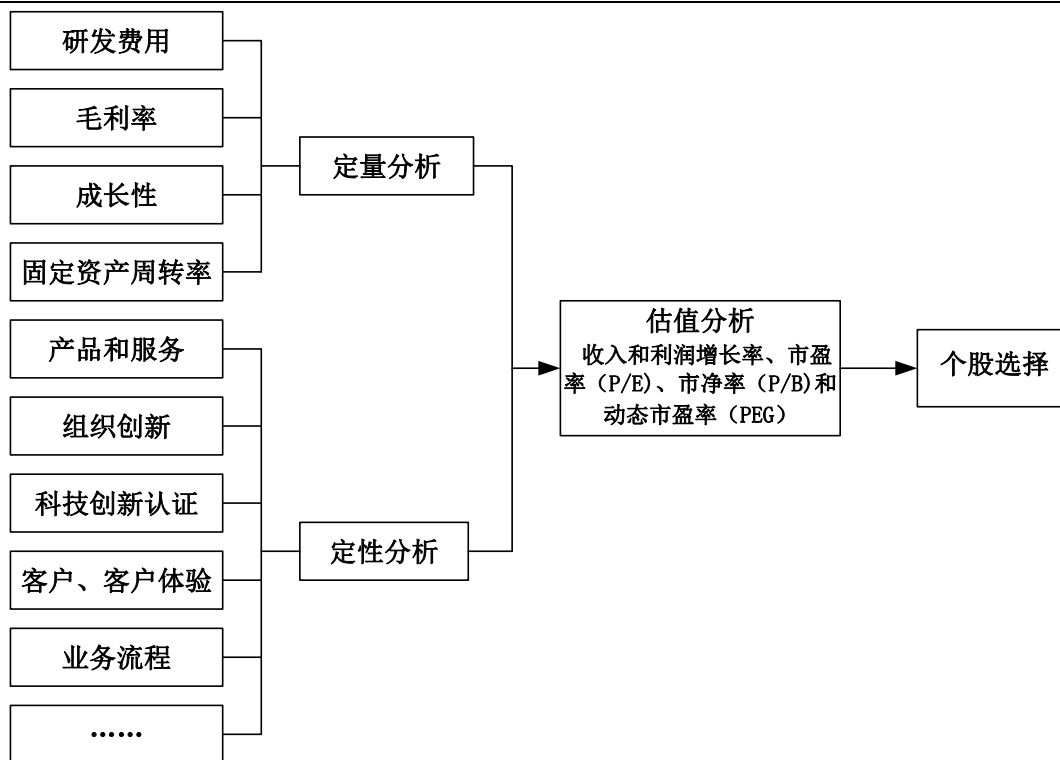 研发费用
毛利率
成长性
固定资产周转率
定量分析
产品和服务
组织创新
科技创新认证
客户、客户体验
业务流程
……
定性分析
估值分析
收入和利润增长率、市盈
率（P/E）、市净率（P/B)和
动态市盈率（PEG）
个股选择